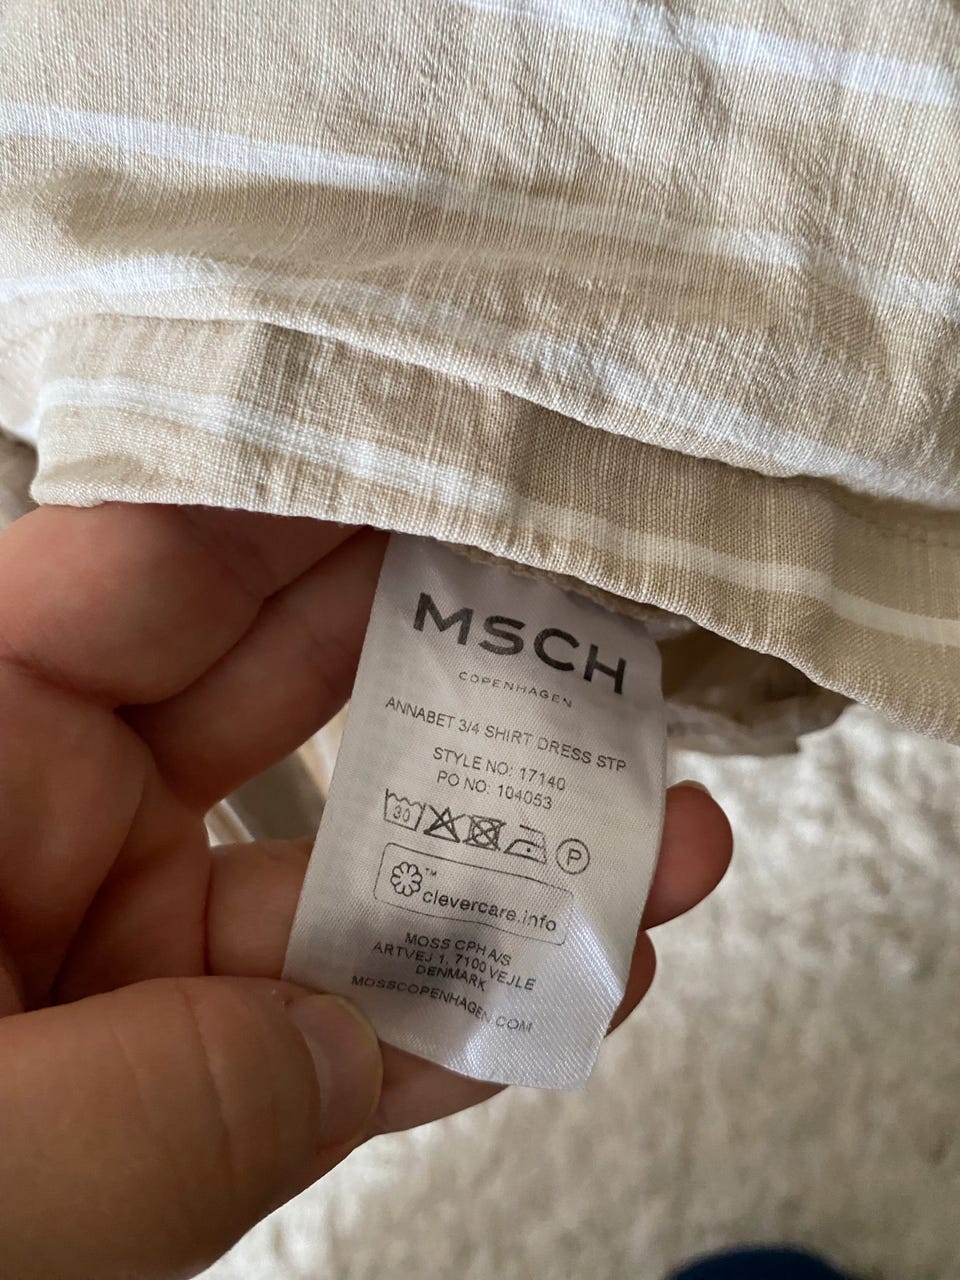 MSCH
COPENHAGEN
ANNABET 3/4 SHIRT DRESS STP
STYLE NO: 17140
PO NO: 104053
30 P
™
clevercare.info
MOSS CPH A/S
ARTVEJ 1, 7100 VEJLE
DENMARK
MOSSCOPENHAGEN.COM